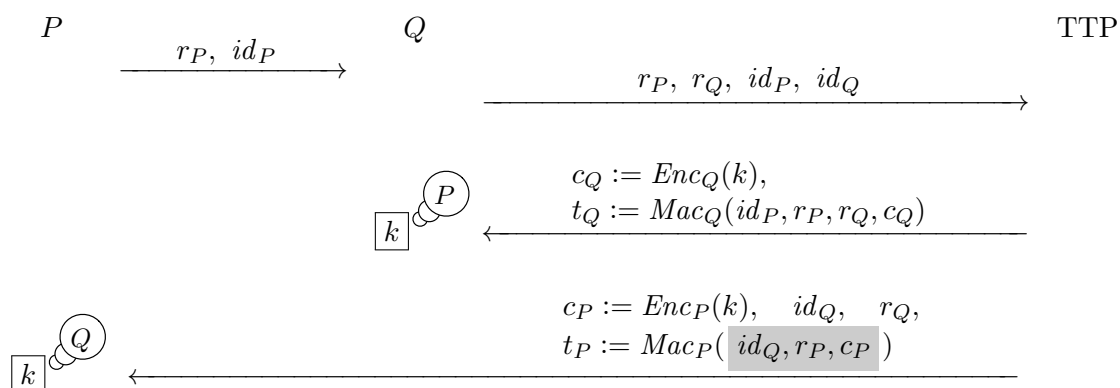 P Q TTP
r_P, id_P
r_P, r_Q, id_P, id_Q
c_Q := Enc_Q(k),
P
t_Q := Mac_Q(id_P, r_P, r_Q, c_Q)
k
c_P := Enc_P(k), id_Q, r_Q,
Q
t_P := Mac_P( id_Q, r_P, c_P )
k